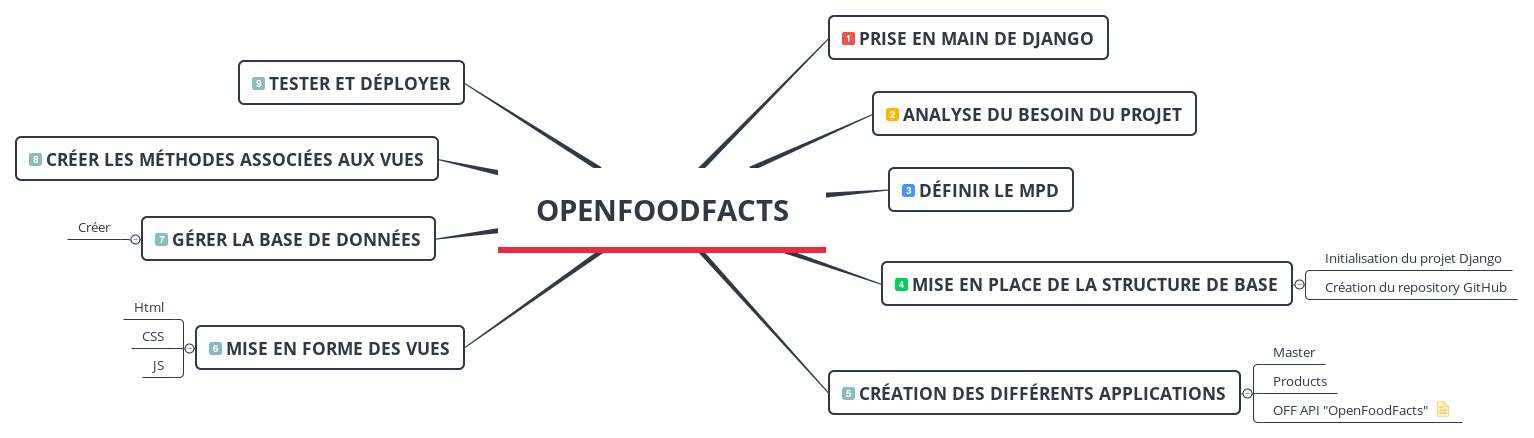 OPENFOODFACTS
1 PRISE EN MAIN DE DJANGO
2 ANALYSE DU BESOIN DU PROJET
3 DÉFINIR LE MPD
4 MISE EN PLACE DE LA STRUCTURE DE BASE
Initialisation du projet Django
Création du repository GitHub
5 CRÉATION DES DIFFÉRENTS APPLICATIONS
Master
Products
OFF API "OpenFoodFacts"
6 MISE EN FORME DES VUES
Html
CSS
JS
7 GÉRER LA BASE DE DONNÉES
Créer
8 CRÉER LES MÉTHODES ASSOCIÉES AUX VUES
9 TESTER ET DÉPLOYER